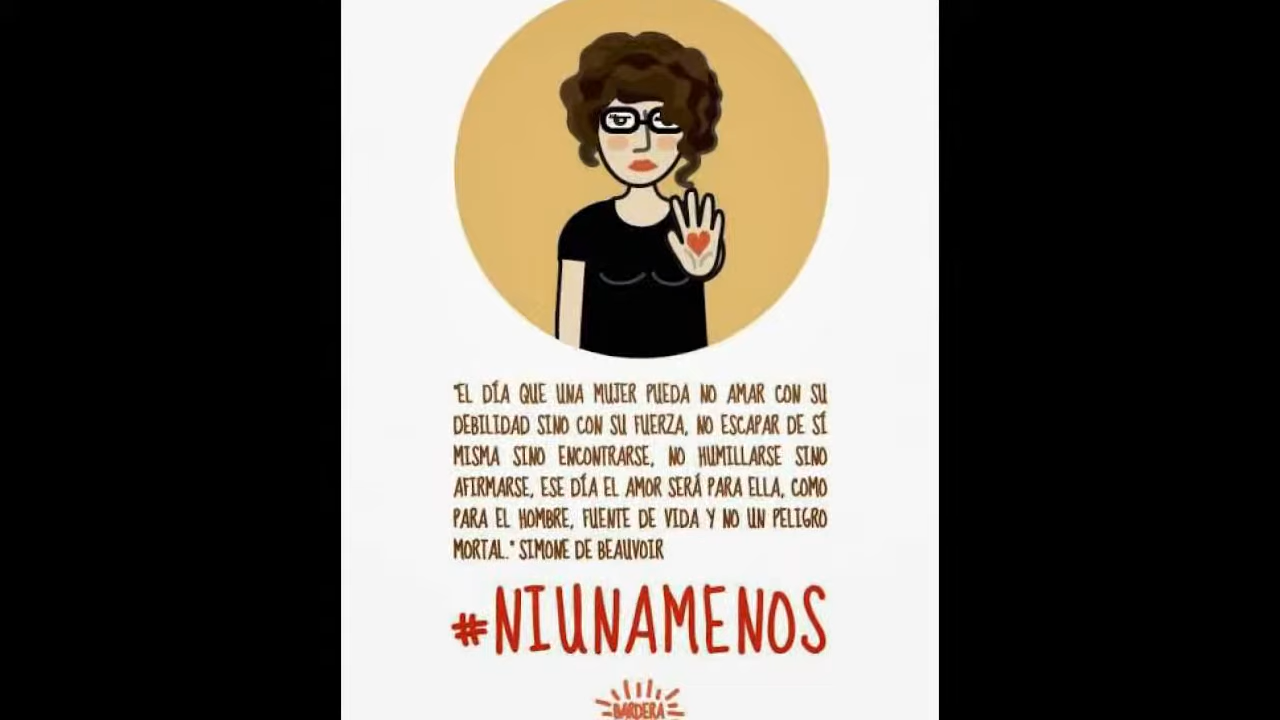 "EL DÍA QUE UNA MUJER PUEDA NO AMAR CON SU
DEBILIDAD SINO CON SU FUERZA, NO ESCAPAR DE SÍ
MISMA SINO ENCONTRARSE, NO HUMILLARSE SINO
AFIRMARSE, ESE DÍA EL AMOR SERÁ PARA ELLA, COMO
PARA EL HOMBRE, FUENTE DE VIDA Y NO UN PELIGRO
MORTAL." SIMONE DE BEAUVOIR
#NIUNAMENOS
BARDERA